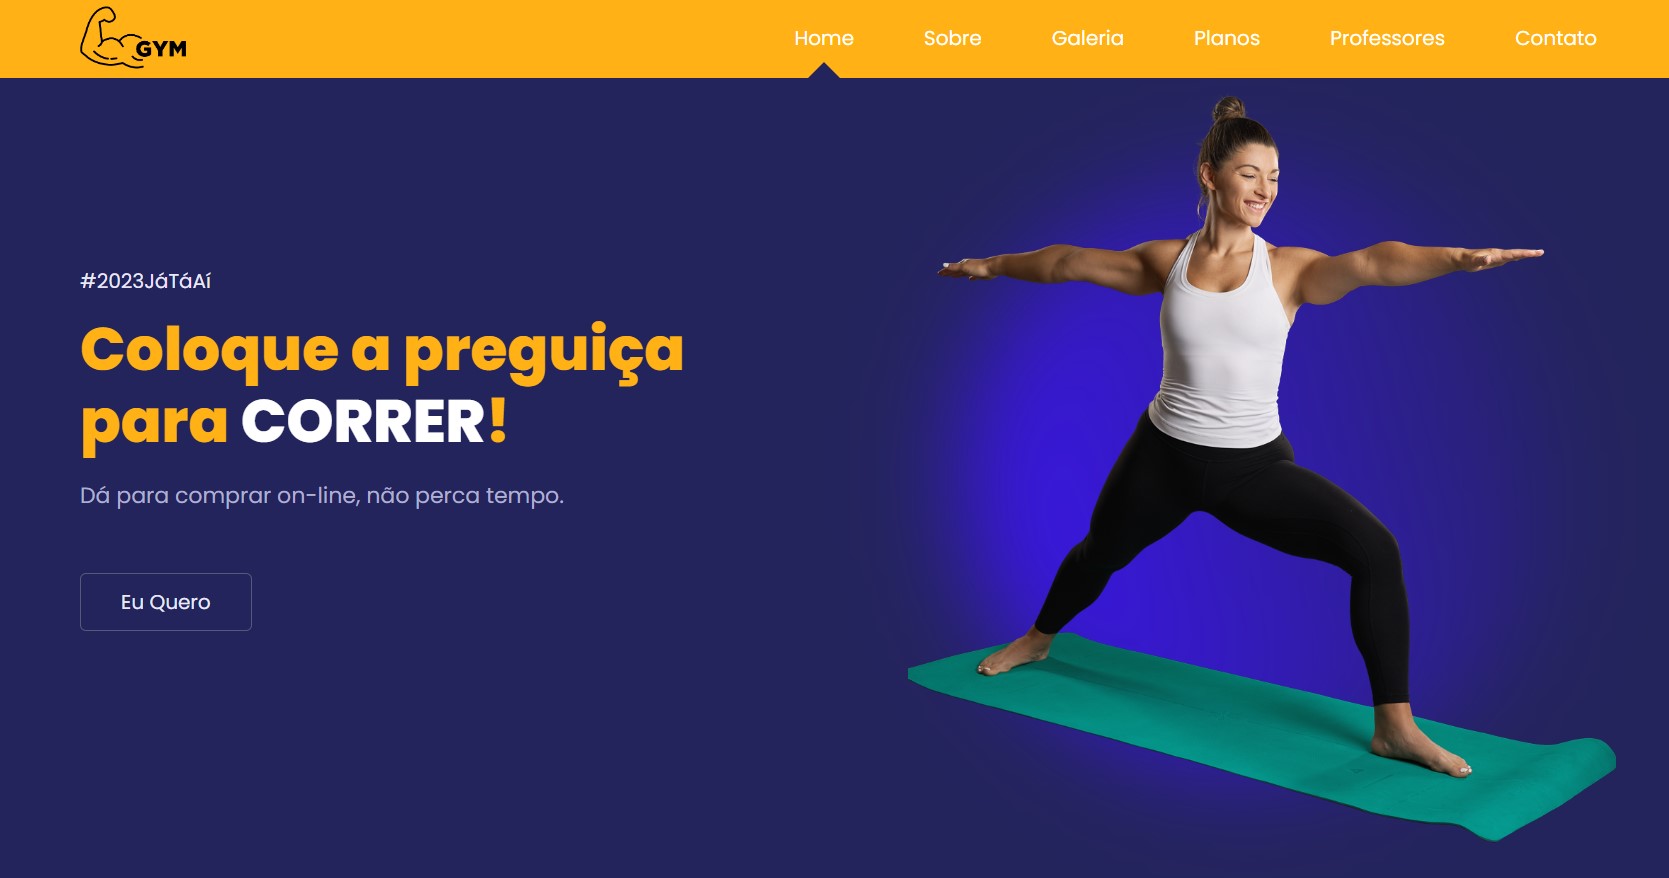 GYM
Home Sobre Galeria Planos Professores Contato
#2023JáTáAí
Coloque a preguiça
para CORRER!
Dá para comprar on-line, não perca tempo.
Eu Quero